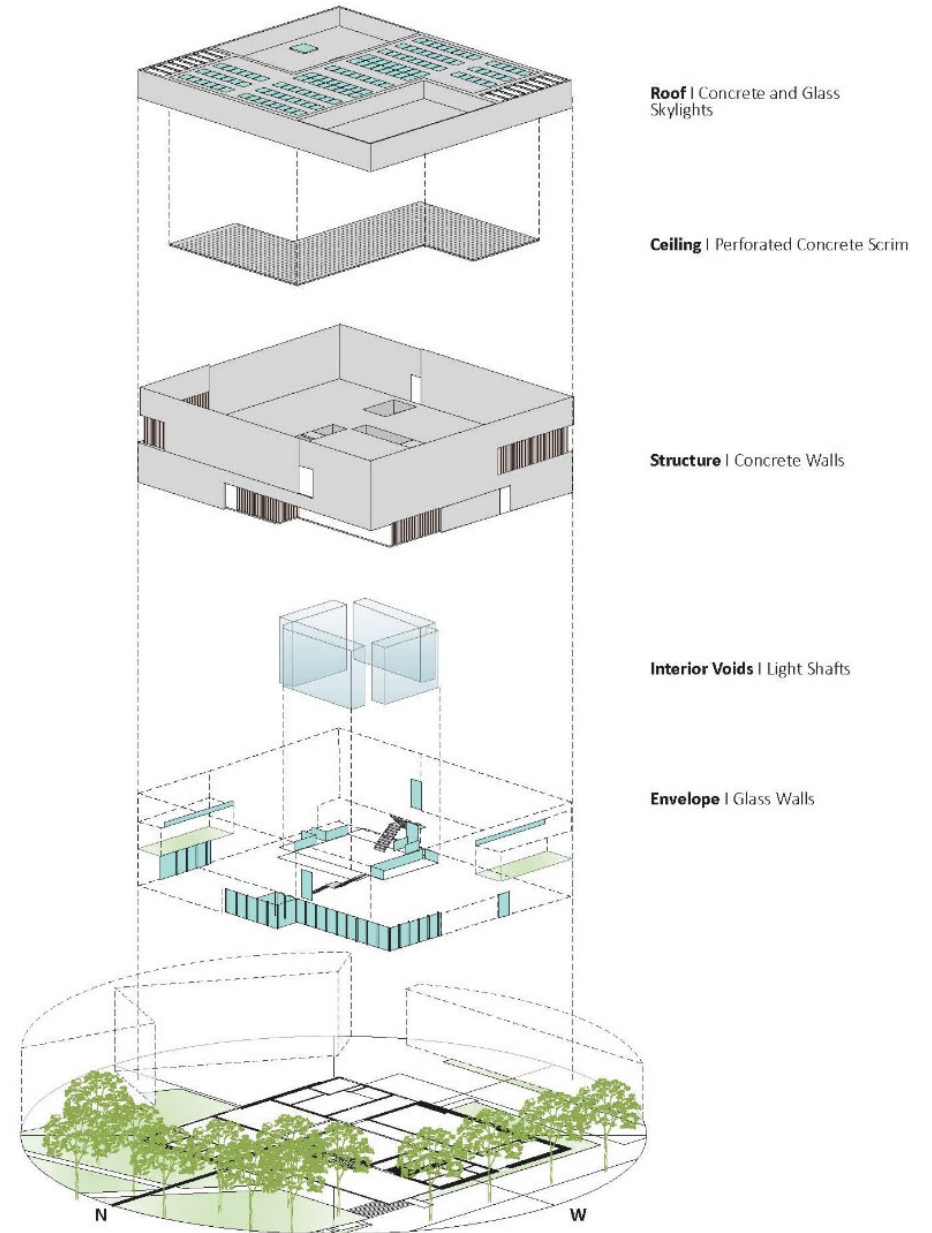 Roof I Concrete and Glass
Skylights
Ceiling I Perforated Concrete Scrim
Structure I Concrete Walls
Interior Voids I Light Shafts
Envelope I Glass Walls
N
W